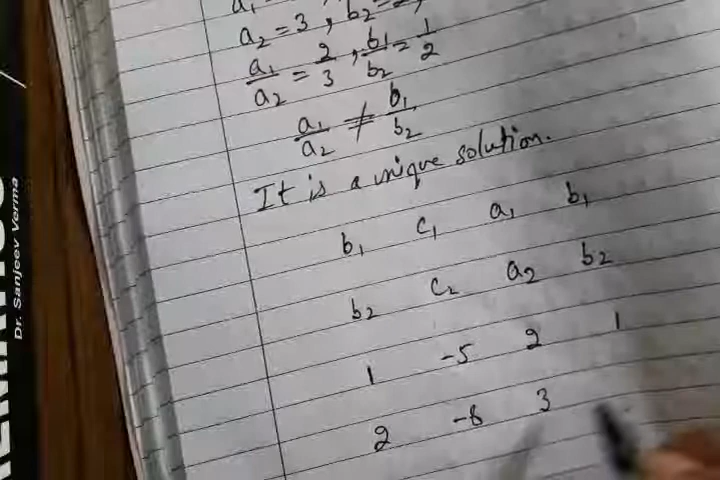 a₂ = 3, b₂ = 2,
a₁/a₂ = 2/3, b₁/b₂ = 1/2
a₁/a₂ ≠ b₁/b₂
It is a unique solution.
b₁ c₁ a₁ b₁
b₂ c₂ a₂ b₂
1 -5 2 1
2 -8 3
Dr. Sanjeev Verma